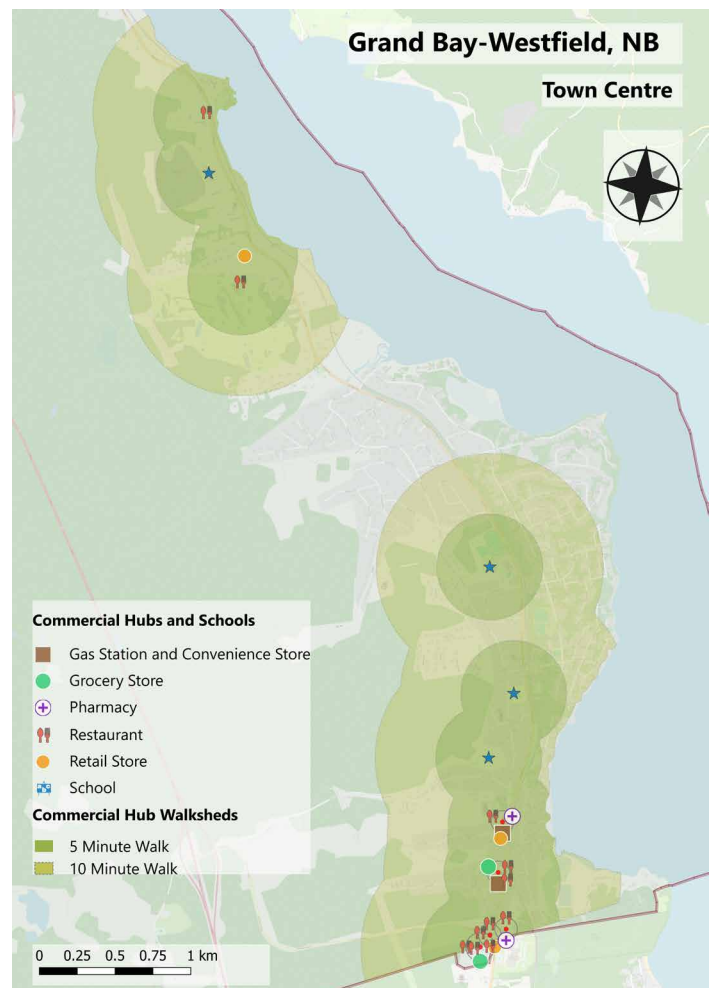 Grand Bay-Westfield, NB
Town Centre
Commercial Hubs and Schools
Gas Station and Convenience Store
Grocery Store
Pharmacy
Restaurant
Retail Store
School
Commercial Hub Walksheds
5 Minute Walk
10 Minute Walk
0 0.25 0.5 0.75 1 km